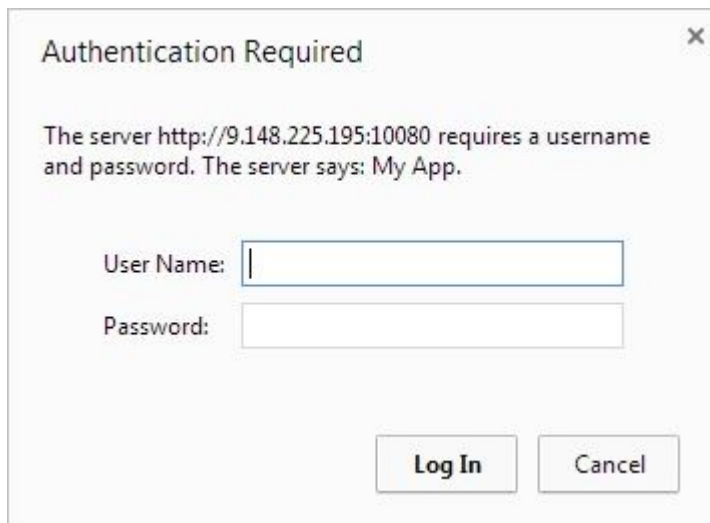 Authentication Required
The server http://9.148.225.195:10080 requires a username
and password. The server says: My App.
User Name:
Password:
Log In Cancel